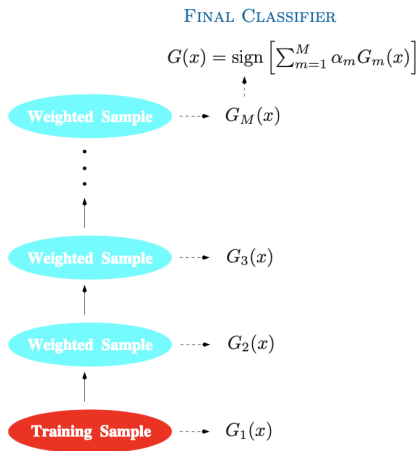 FINAL CLASSIFIER
G(x) = sign [∑_{m=1}^{M} α_m G_m(x)]
Weighted Sample G_M(x)
Weighted Sample G_3(x)
Weighted Sample G_2(x)
Training Sample G_1(x)